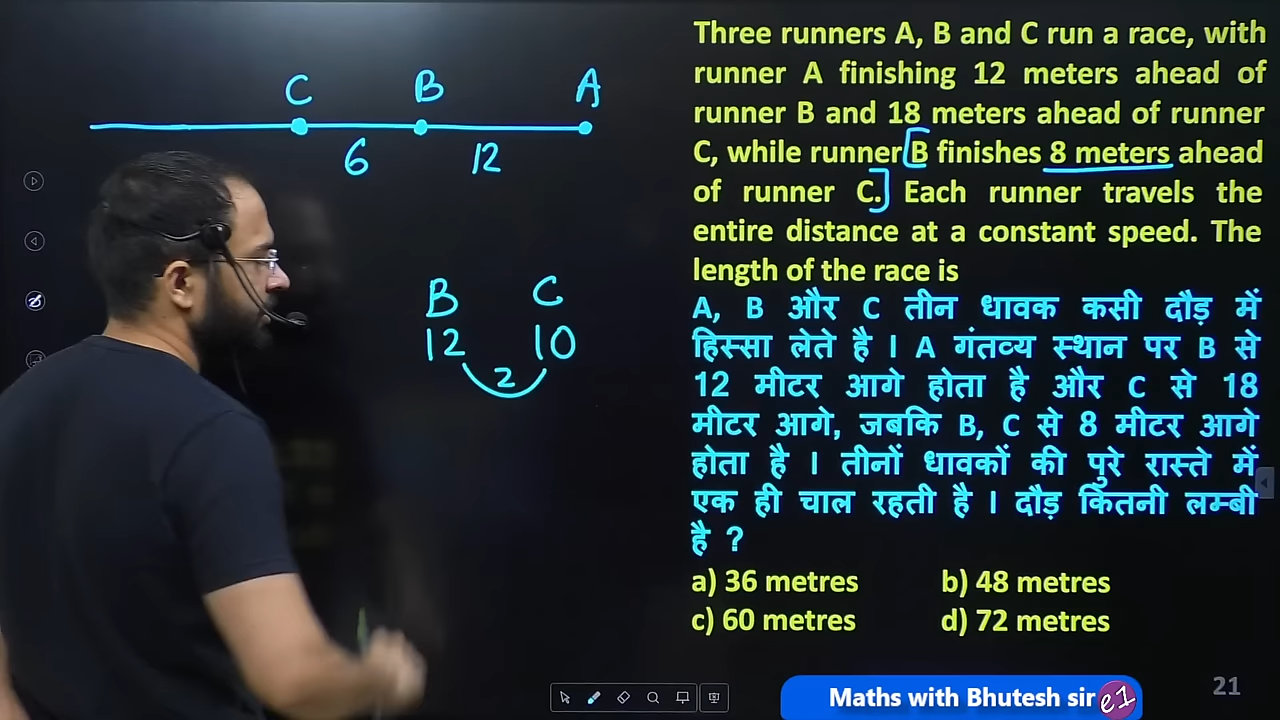 C B A
6 12
B C
12 10
2
Three runners A, B and C run a race, with
runner A finishing 12 meters ahead of
runner B and 18 meters ahead of runner
C, while runner B finishes 8 meters ahead
of runner C. Each runner travels the
entire distance at a constant speed. The
length of the race is
A, B और C तीन धावक कसी दौड़ में
हिस्सा लेते है । A गंतव्य स्थान पर B से
12 मीटर आगे होता है और C से 18
मीटर आगे, जबकि B, C से 8 मीटर आगे
होता है । तीनों धावकों की पुरे रास्ते में
एक ही चाल रहती है । दौड़ कितनी लम्बी
है ?
a) 36 metres b) 48 metres
c) 60 metres d) 72 metres
Maths with Bhutesh sir e1
21